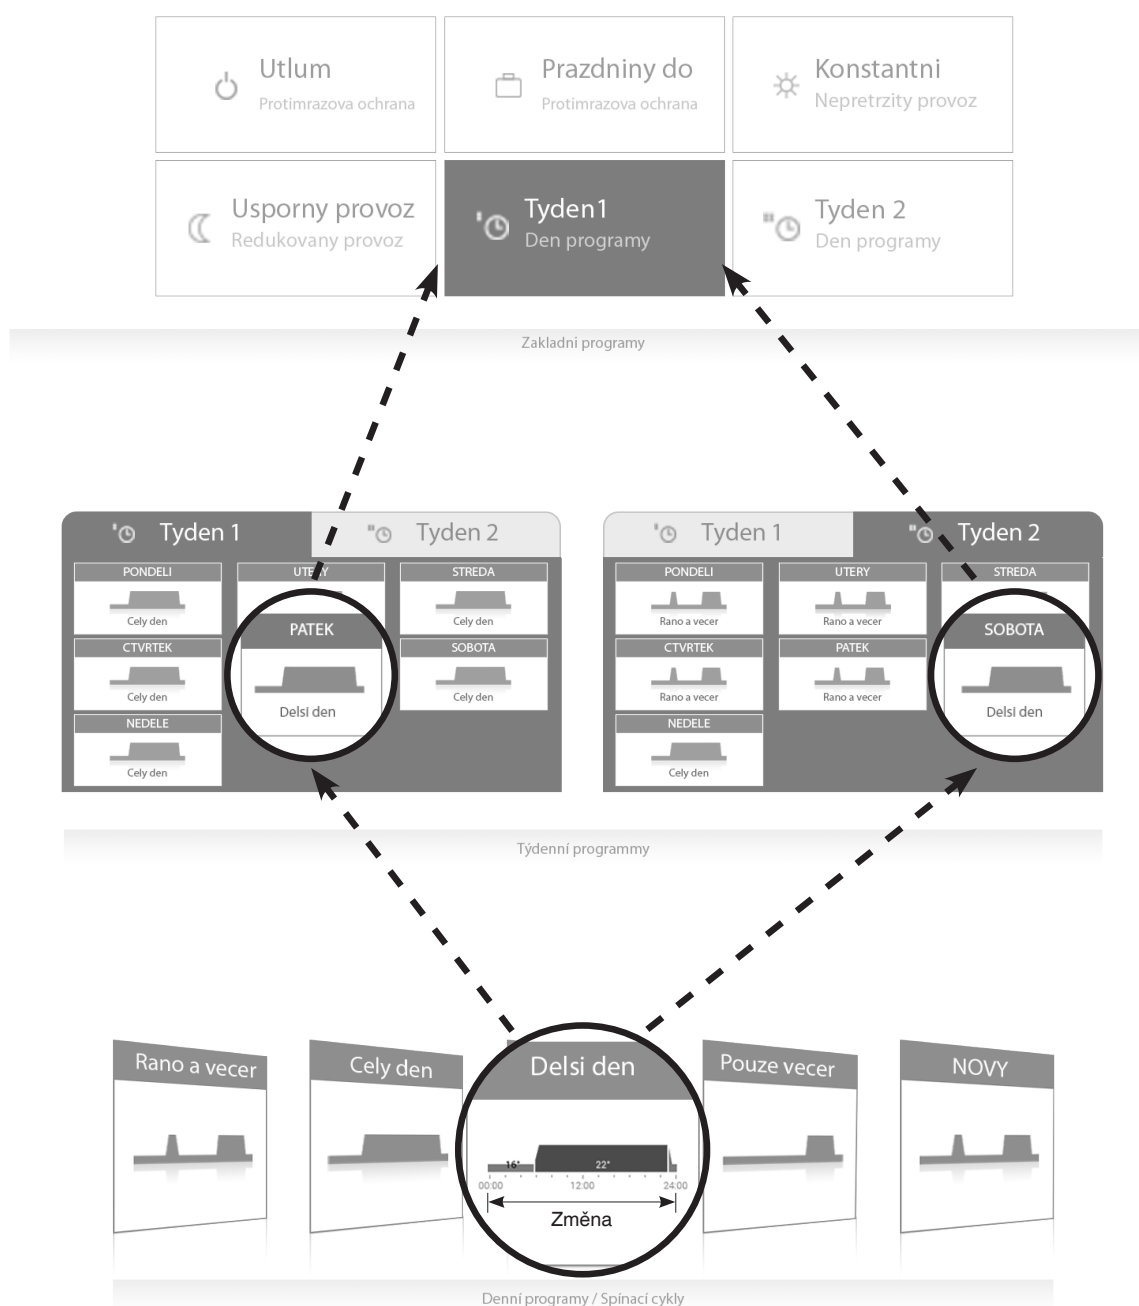 Utlum
Protimrazova ochrana
Prazdniny do
Protimrazova ochrana
Konstantni
Nepretrzity provoz
Usporny provoz
Redukovany provoz
Tyden1
Den programy
Tyden 2
Den programy
Zakladni programy
Tyden 1
Tyden 2
PONDELI
Cely den
UTERY
STREDA
Cely den
CTVRTEK
Cely den
PATEK
Delsi den
SOBOTA
Cely den
NEDELE
Cely den
Tyden 1
Tyden 2
PONDELI
Rano a vecer
UTERY
Rano a vecer
STREDA
CTVRTEK
Rano a vecer
PATEK
Rano a vecer
SOBOTA
Delsi den
NEDELE
Cely den
Týdenní programmy
Rano a vecer
Cely den
Delsi den
16°
22°
00:00
12:00
24:00
Změna
Pouze vecer
NOVY
Denní programy / Spínací cykly